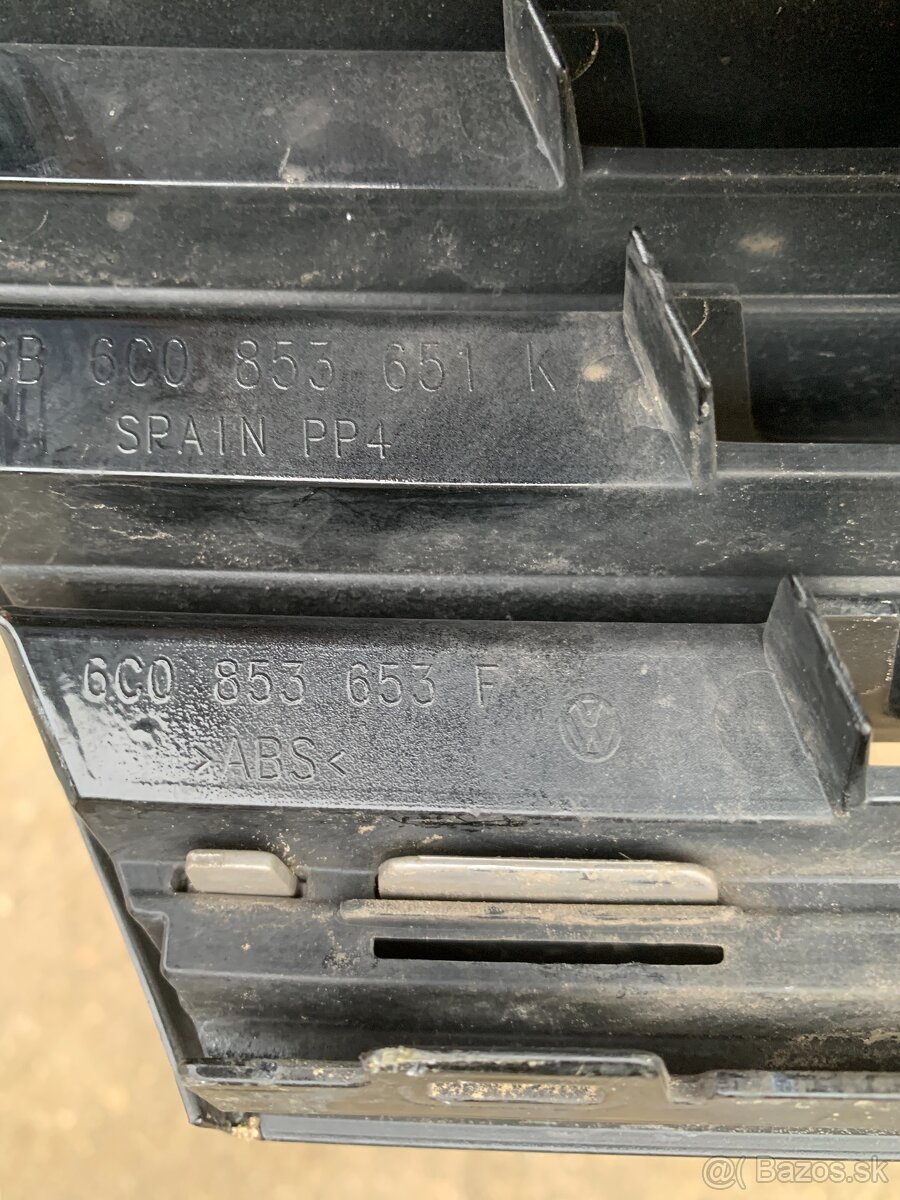 6C0 853 651 K
SPAIN PP4
6C0 853 653 F
>ABS<
@( Bazos.sk